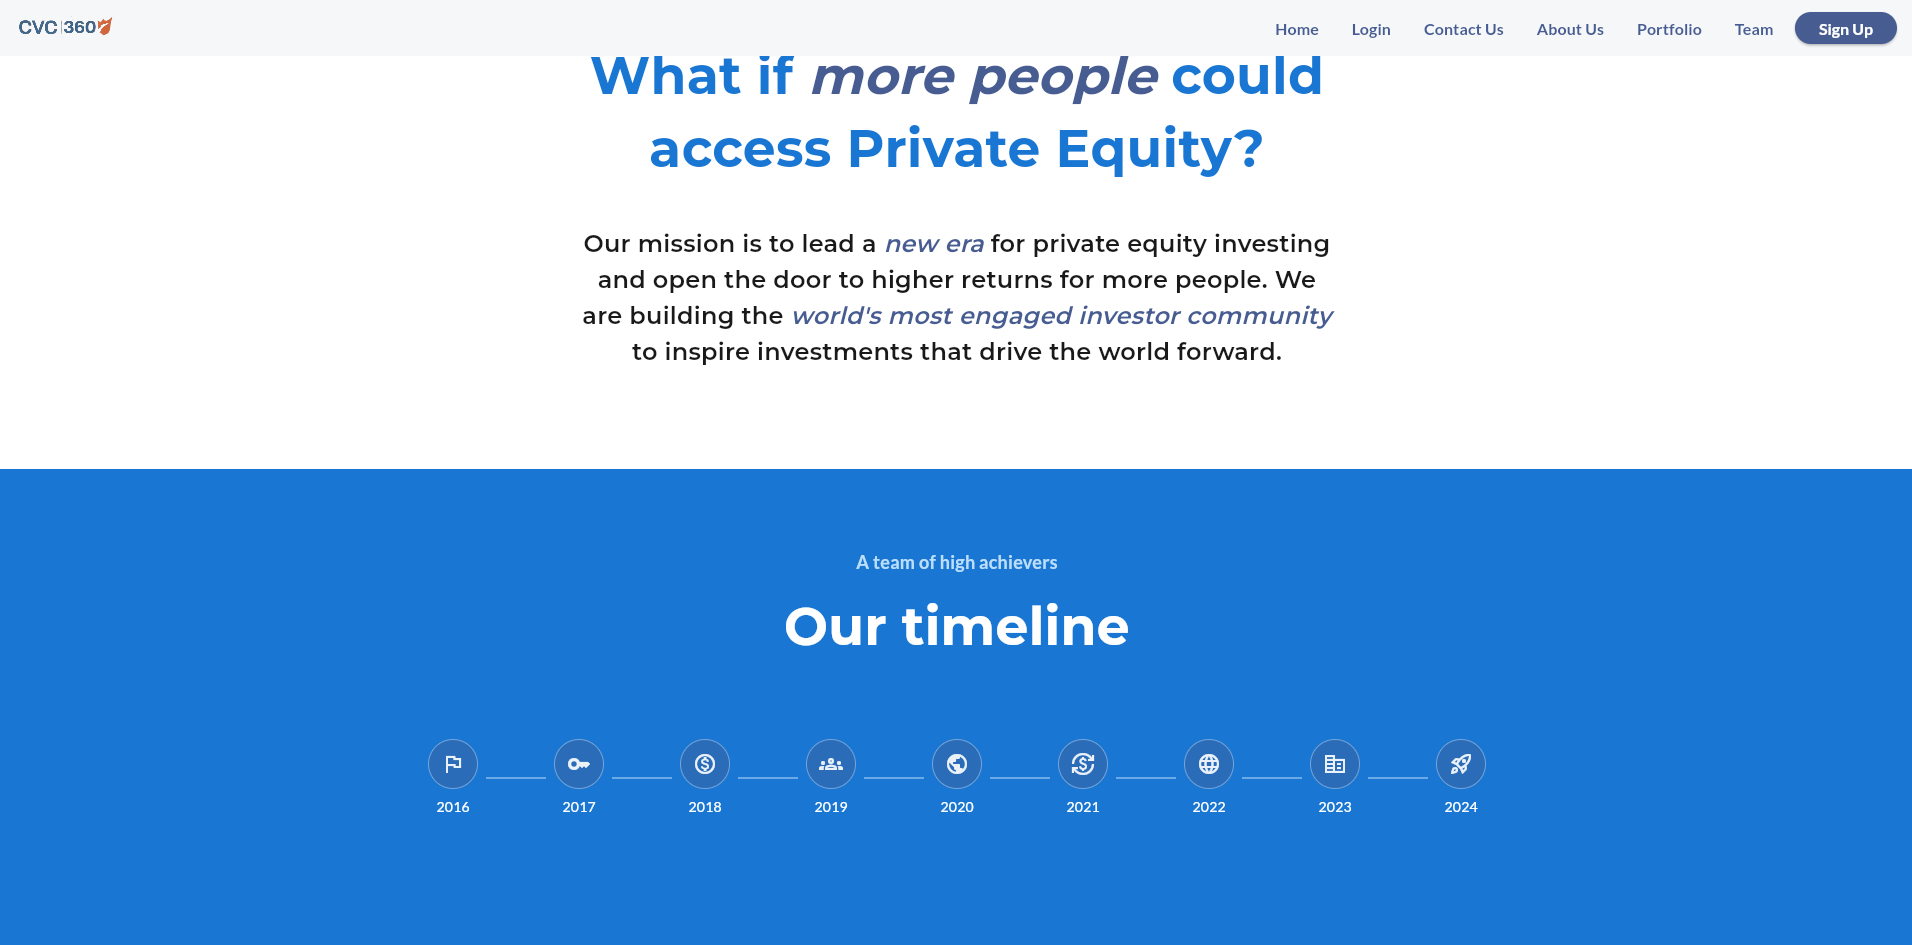 CVC|360
Home Login Contact Us About Us Portfolio Team Sign Up
What if more people could
access Private Equity?
Our mission is to lead a new era for private equity investing
and open the door to higher returns for more people. We
are building the world's most engaged investor community
to inspire investments that drive the world forward.
A team of high achievers
Our timeline
2016 2017 2018 2019 2020 2021 2022 2023 2024